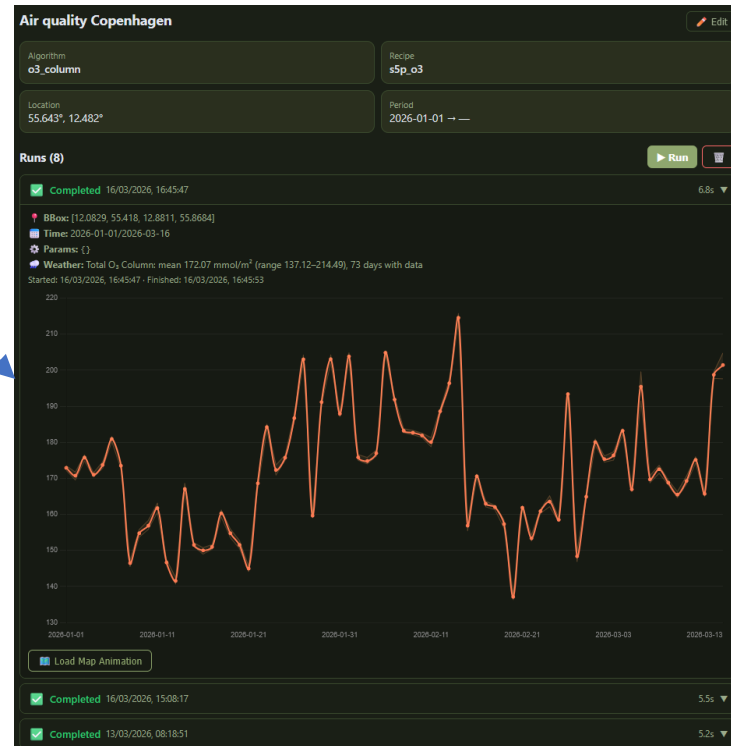 Air quality Copenhagen
Edit
Algorithm
o3_column
Recipe
s5p_o3
Location
55.643°, 12.482°
Period
2026-01-01 → —
Runs (8)
▶ Run
Completed 16/03/2026, 16:45:47 6.8s ▼
BBox: [12.0829, 55.418, 12.8811, 55.8684]
Time: 2026-01-01/2026-03-16
Params: {}
Weather: Total O₃ Column: mean 172.07 mmol/m² (range 137.12–214.49), 73 days with data
Started: 16/03/2026, 16:45:47 · Finished: 16/03/2026, 16:45:53
220
210
200
190
180
170
160
150
140
130
2026-01-01 2026-01-11 2026-01-21 2026-01-31 2026-02-11 2026-02-21 2026-03-03 2026-03-13
Load Map Animation
Completed 16/03/2026, 15:08:17 5.5s ▼
Completed 13/03/2026, 08:18:51 5.2s ▼